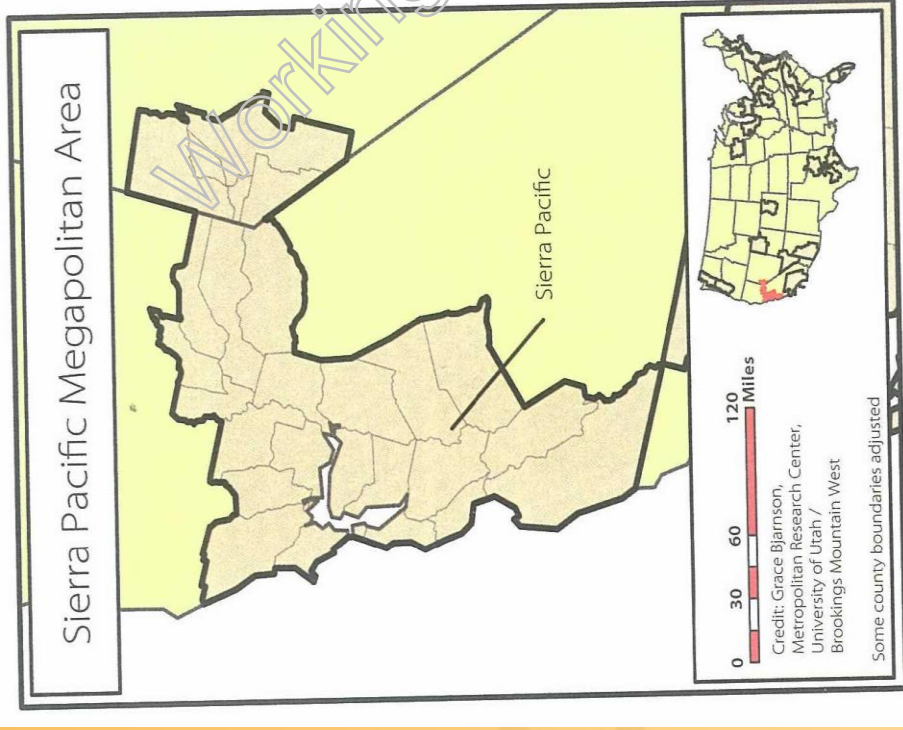 Sierra Pacific Megapolitan Area
Working
Sierra Pacific
0 30 60 120
Miles
Credit: Grace Bjarnson,
Metropolitan Research Center,
University of Utah /
Brookings Mountain West
Some county boundaries adjusted